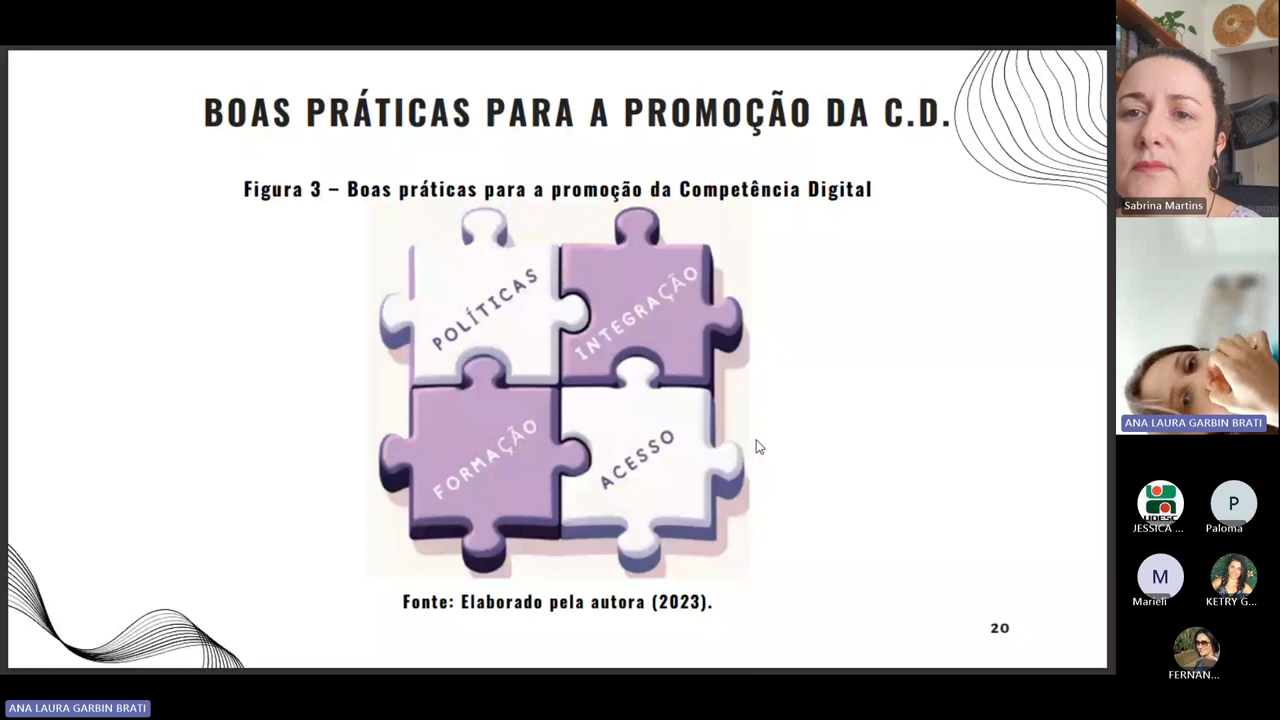 BOAS PRÁTICAS PARA A PROMOÇÃO DA C.D.
Figura 3 – Boas práticas para a promoção da Competência Digital
POLÍTICAS
INTEGRAÇÃO
FORMAÇÃO
ACESSO
Fonte: Elaborado pela autora (2023).
20
Sabrina Martins
ANA LAURA GARBIN BRATI
UDESC
JESSICA ...
P
Paloma
M
Marieli
KETRY G...
FERNAN...
ANA LAURA GARBIN BRATI